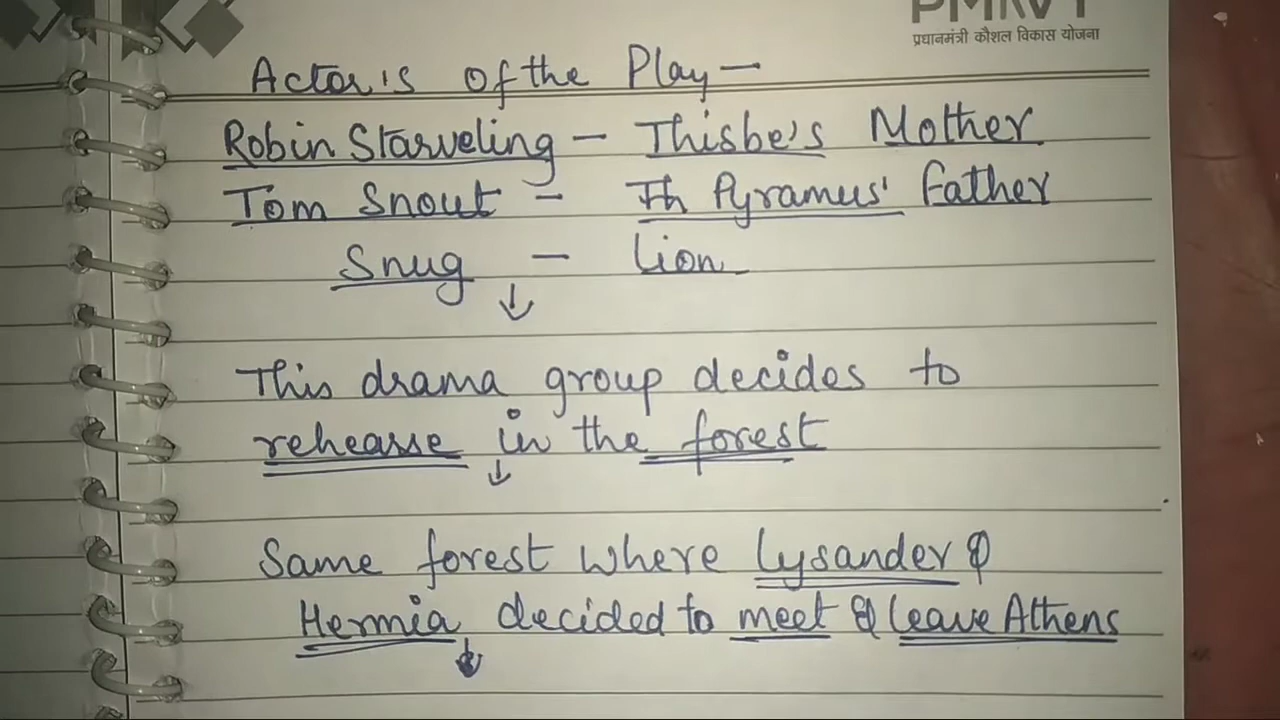 PMKVY
प्रधानमंत्री कौशल विकास योजना
Actor's of the Play —
Robin Starveling — Thisbe's Mother
Tom Snout — Th Pyramus' Father
Snug — Lion
↓
This drama group decides to
rehearse in the forest
↓
Same forest where Lysander &
Hermia decided to meet & leave Athens
↓